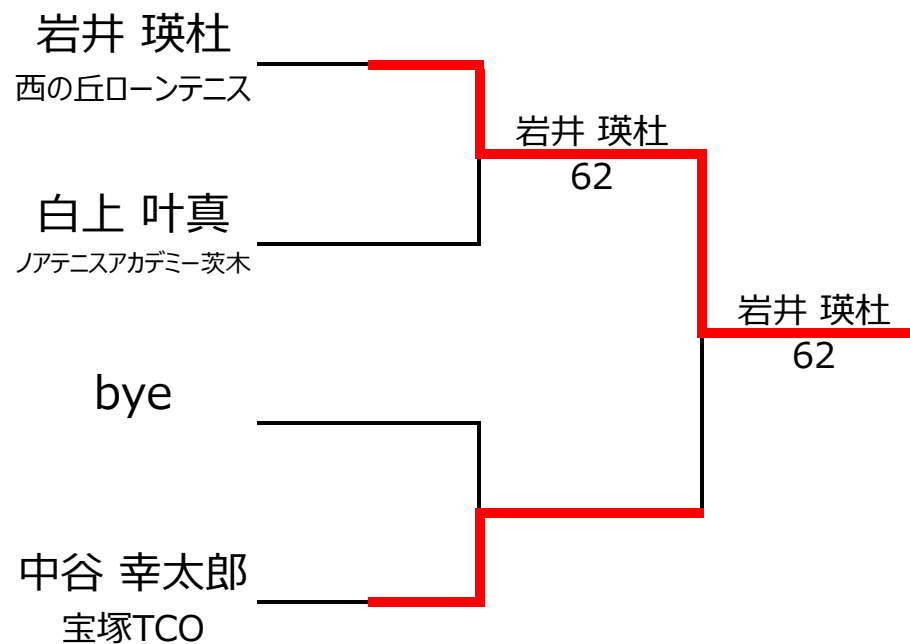 岩井 瑛杜
西の丘ローンテニス
岩井 瑛杜
62
白上 叶真
ノアテニスアカデミー茨木
岩井 瑛杜
62
bye
中谷 幸太郎
宝塚TCO